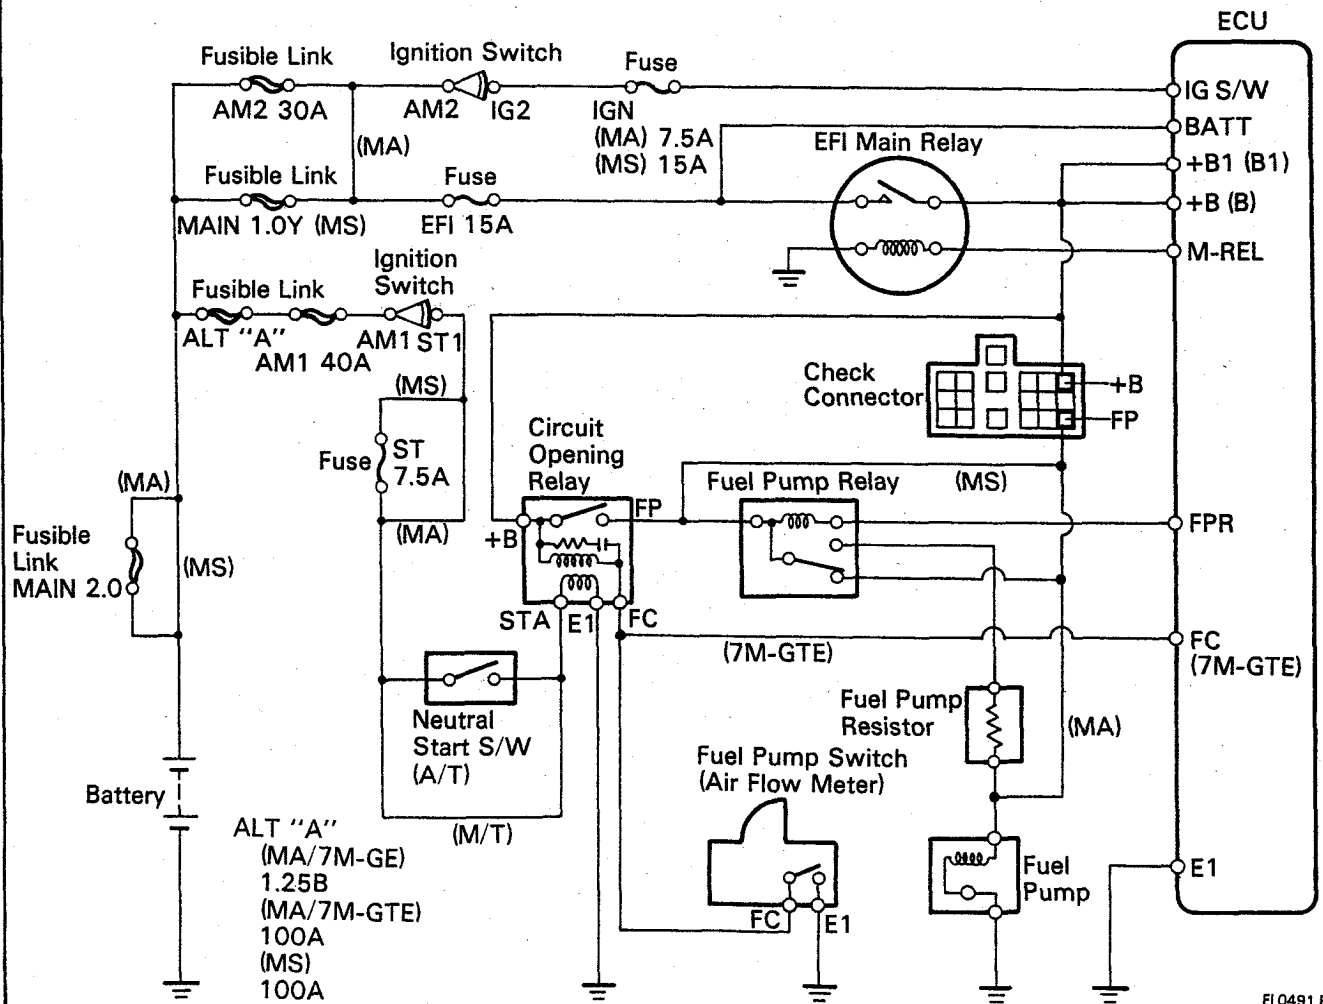 ECU
Fusible Link
Ignition Switch
Fuse
AM2 30A
AM2
IG2
IGN
(MA) 7.5A
(MS) 15A
IG S/W
BATT
EFI Main Relay
(MA)
+B1 (B1)
Fusible Link
Fuse
MAIN 1.0Y (MS)
EFI 15A
+B (B)
M-REL
Ignition
Switch
Fusible Link
ALT "A"
AM1 40A
AM1
ST1
(MS)
Check
Connector
+B
FP
Circuit
Opening
Relay
Fuse
ST
7.5A
(MA)
Fuel Pump Relay
(MS)
FP
+B
(MA)
FPR
Fusible
Link
MAIN 2.0
(MS)
STA
E1
FC
(7M-GTE)
FC
(7M-GTE)
Neutral
Start S/W
(A/T)
Fuel Pump
Resistor
(MA)
Fuel Pump Switch
(Air Flow Meter)
Battery
(M/T)
ALT "A"
(MA/7M-GE)
1.25B
(MA/7M-GTE)
100A
(MS)
100A
Fuel
Pump
E1
FC
E1